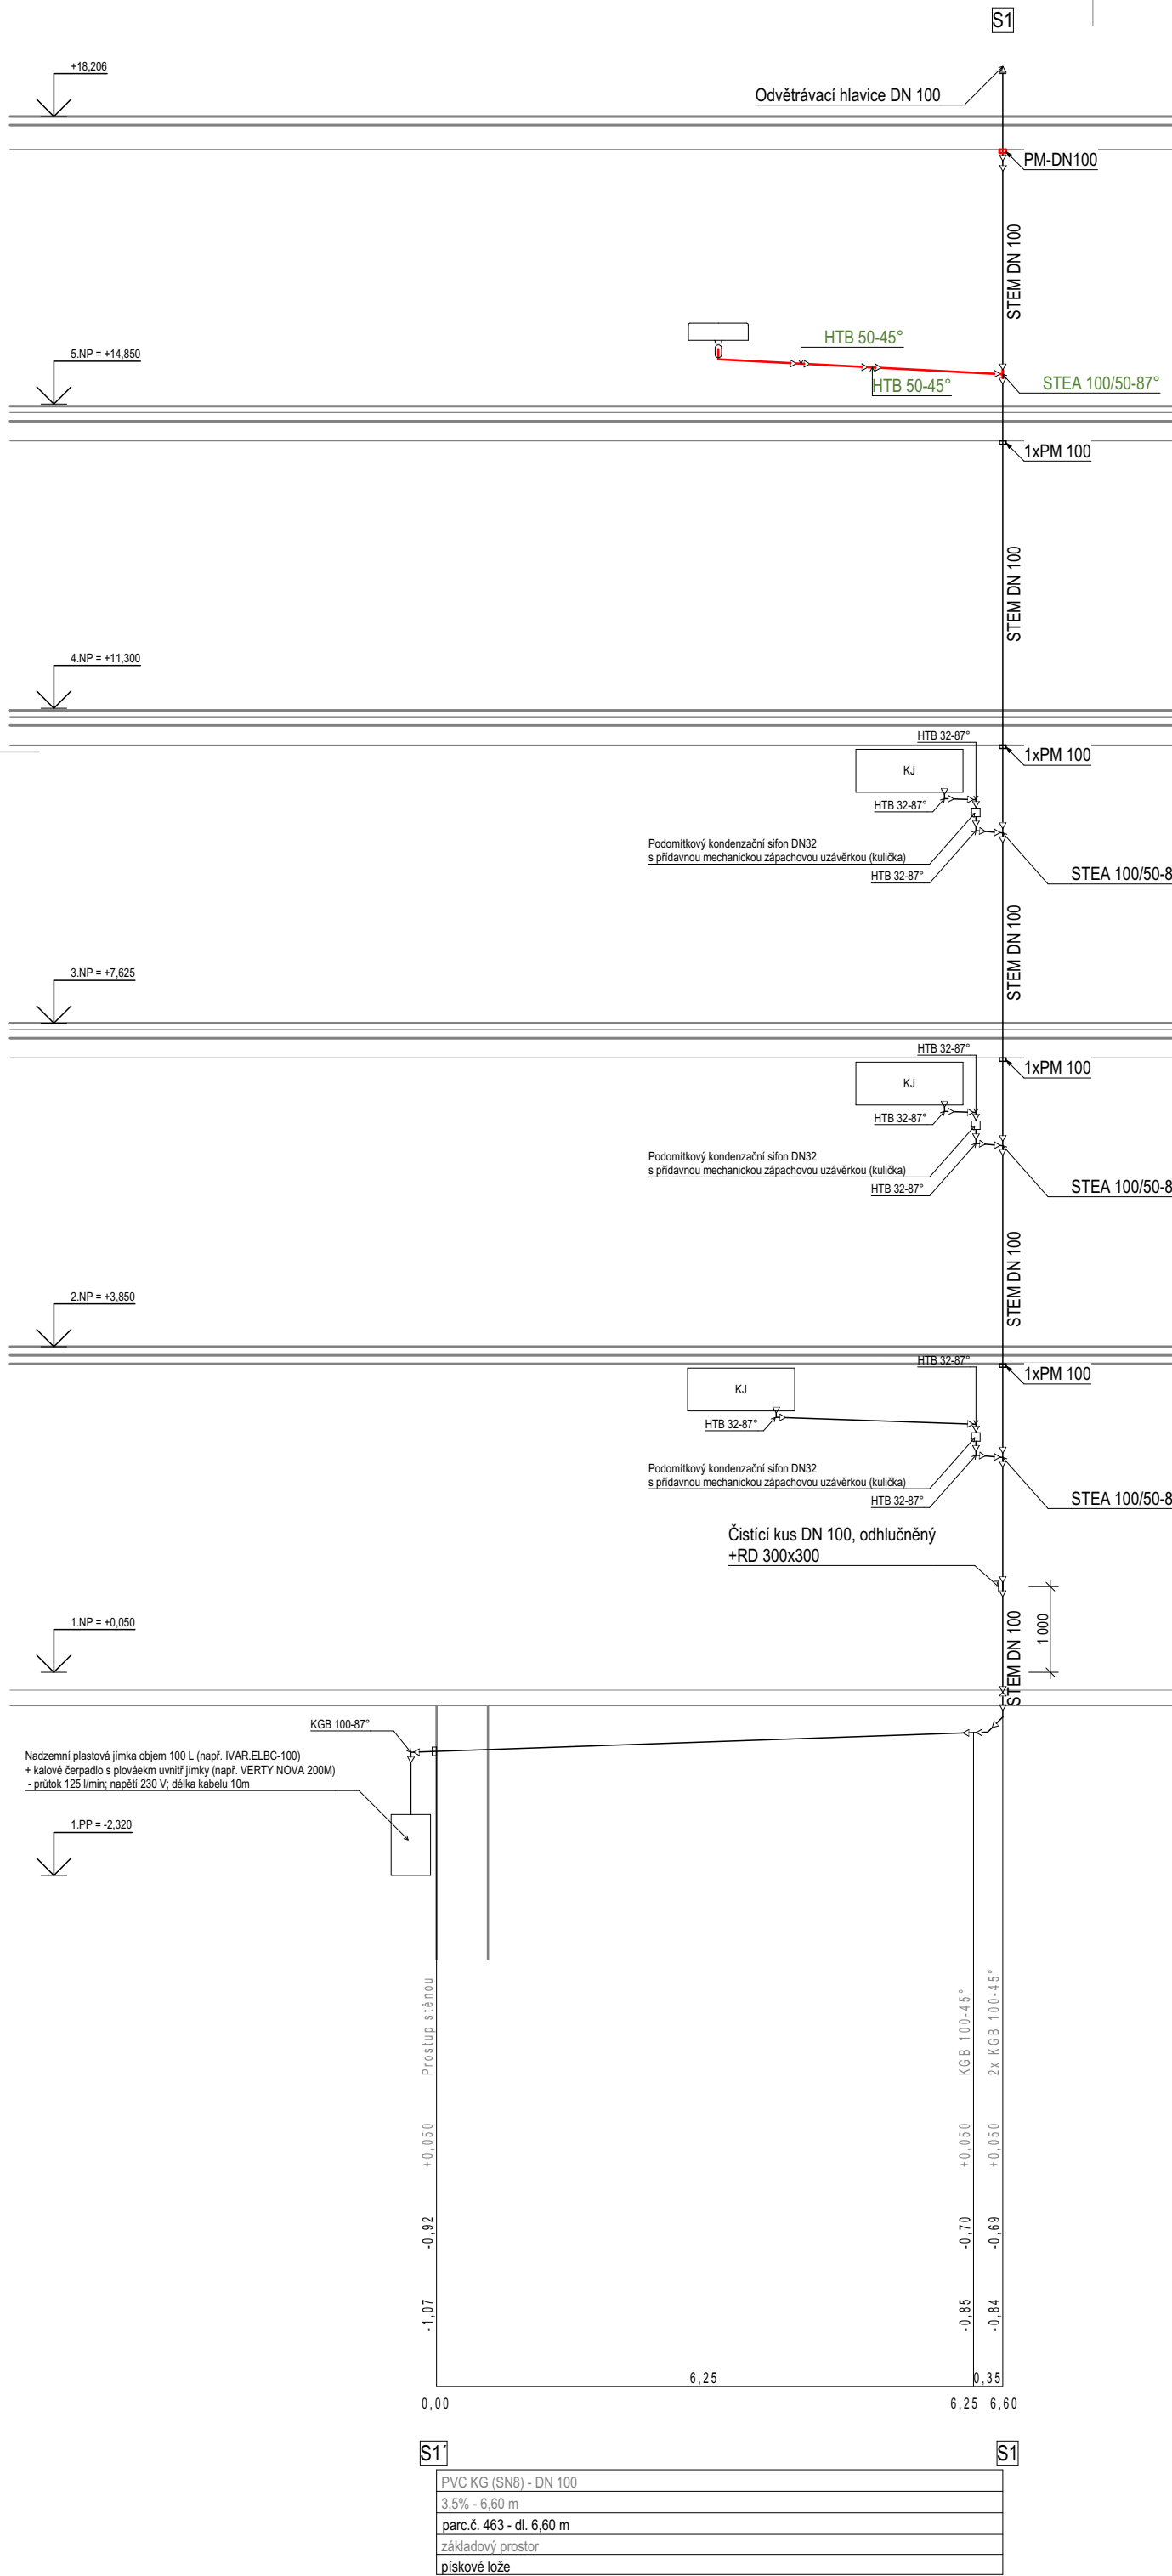 S1
+18,206
Odvětrávací hlavice DN 100
PM-DN100
STEM DN 100
HTB 50-45°
5.NP = +14,850
HTB 50-45°
STEA 100/50-87°
1xPM 100
STEM DN 100
4.NP = +11,300
HTB 32-87°
1xPM 100
KJ
HTB 32-87°
Podomítkový kondenzační sifon DN32
s přídavnou mechanickou zápachovou uzávěrkou (kulička)
HTB 32-87°
STEA 100/50-8
STEM DN 100
3.NP = +7,625
HTB 32-87°
1xPM 100
KJ
HTB 32-87°
Podomítkový kondenzační sifon DN32
s přídavnou mechanickou zápachovou uzávěrkou (kulička)
HTB 32-87°
STEA 100/50-8
STEM DN 100
2.NP = +3,850
HTB 32-87°
1xPM 100
KJ
HTB 32-87°
Podomítkový kondenzační sifon DN32
s přídavnou mechanickou zápachovou uzávěrkou (kulička)
HTB 32-87°
STEA 100/50-8
Čistící kus DN 100, odhlučněný
+RD 300x300
1.NP = +0,050
STEM DN 100
1 000
KGB 100-87°
Nadzemní plastová jímka objem 100 L (např. IVAR.ELBC-100)
+ kalové čerpadlo s plovákem uvnitř jímky (např. VERTY NOVA 200M)
- průtok 125 l/min; napětí 230 V; délka kabelu 10m
1.PP = -2,320
Prostup stěnou
KGB 100-45°
2x KGB 100-45°
+0,050
+0,050
+0,050
-0,92
-0,70
-0,69
-1,07
-0,85
-0,84
6,25
0,35
0,00
6,25
6,60
S1'
S1
PVC KG (SN8) - DN 100
3,5% - 6,60 m
parc.č. 463 - dl. 6,60 m
základový prostor
pískové lože